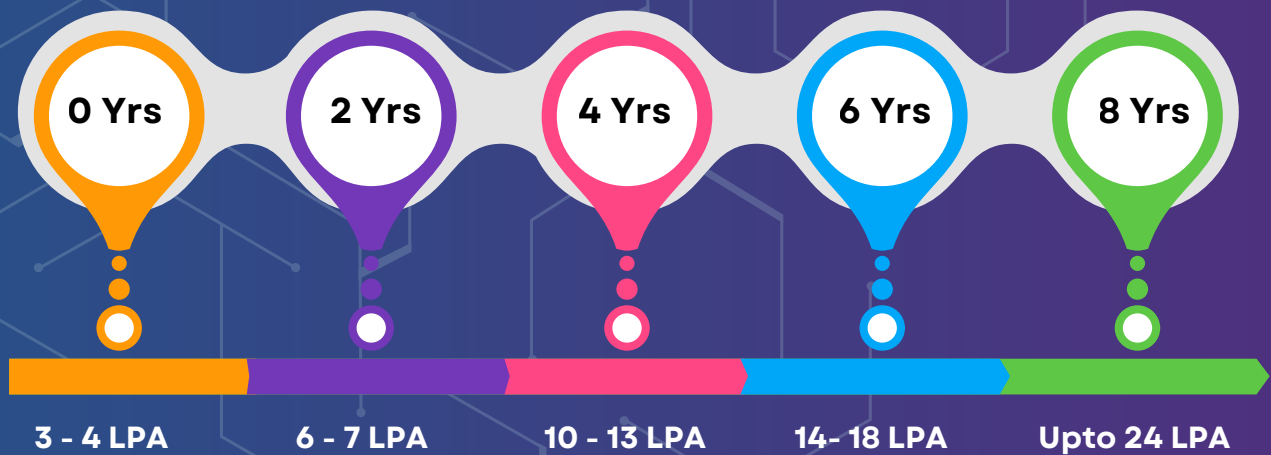 0 Yrs
2 Yrs
4 Yrs
6 Yrs
8 Yrs
3 - 4 LPA
6 - 7 LPA
10 - 13 LPA
14- 18 LPA
Upto 24 LPA